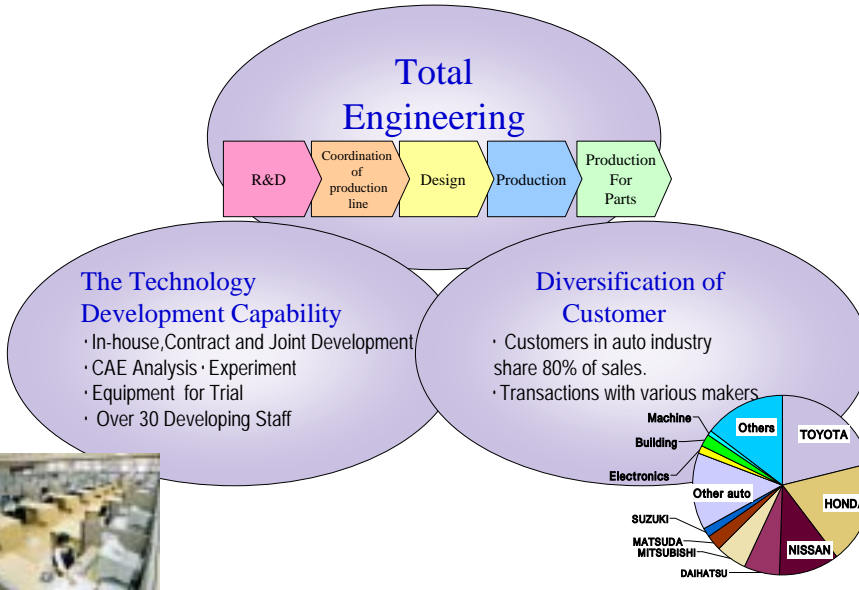 Total
Engineering
R&D
Coordination
of
production
line
Design
Production
Production
For
Parts
The Technology
Development Capability
・In-house,Contract and Joint Development
・CAE Analysis・Experiment
・Equipment for Trial
・ Over 30 Developing Staff
Diversification of
Customer
・ Customers in auto industry
share 80% of sales.
・Transactions with various makers
Machine
Building
Electronics
Other auto
SUZUKI
MATSUDA
MITSUBISHI
DAIHATSU
Others
TOYOTA
HONDA
NISSAN